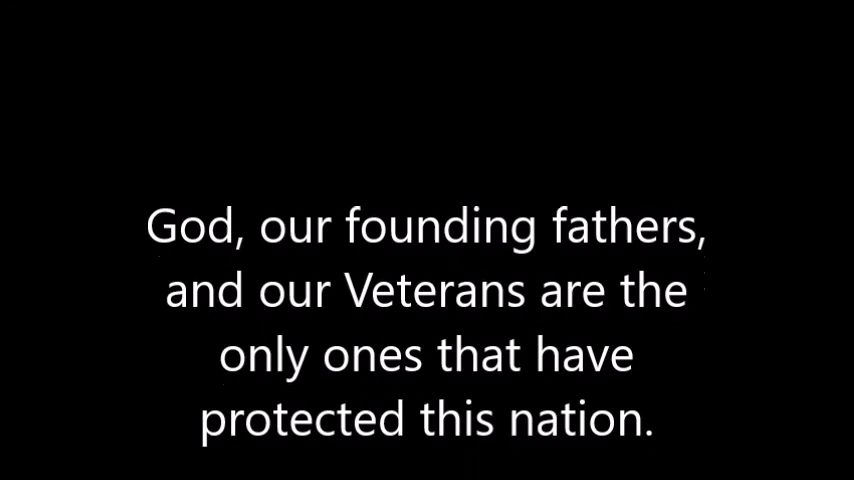 God, our founding fathers,
and our Veterans are the
only ones that have
protected this nation.